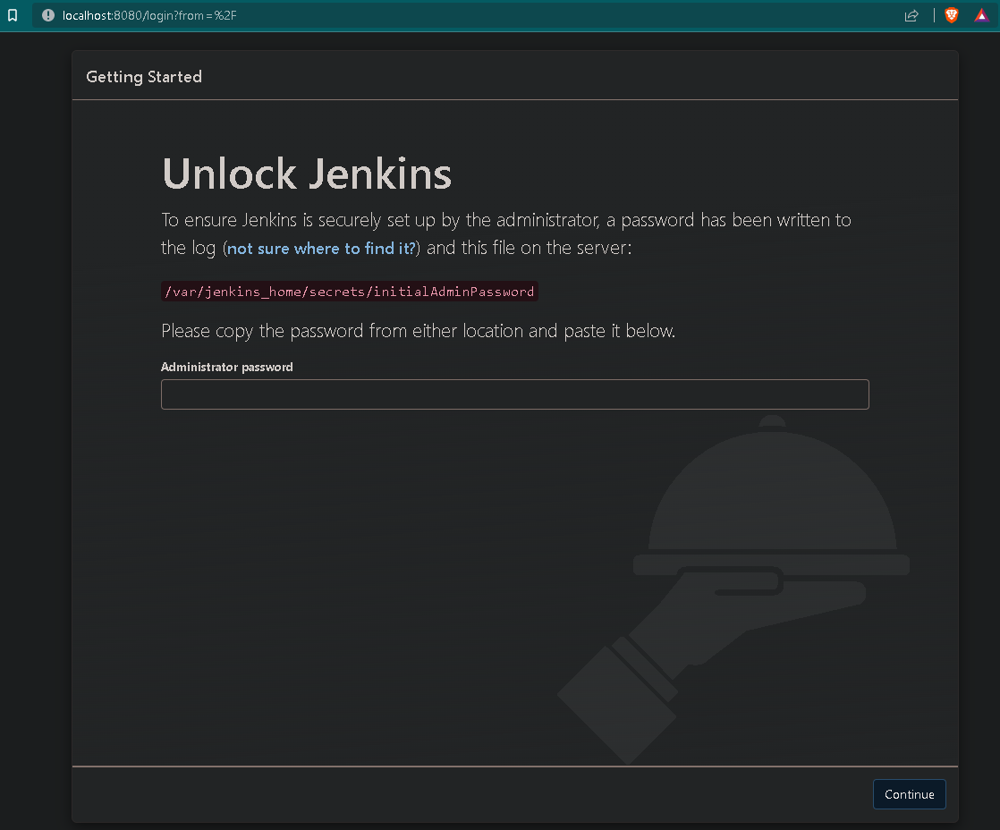 localhost:8080/login?from=%2F
Getting Started
Unlock Jenkins
To ensure Jenkins is securely set up by the administrator, a password has been written to
the log (not sure where to find it?) and this file on the server:
/var/jenkins_home/secrets/initialAdminPassword
Please copy the password from either location and paste it below.
Administrator password
Continue